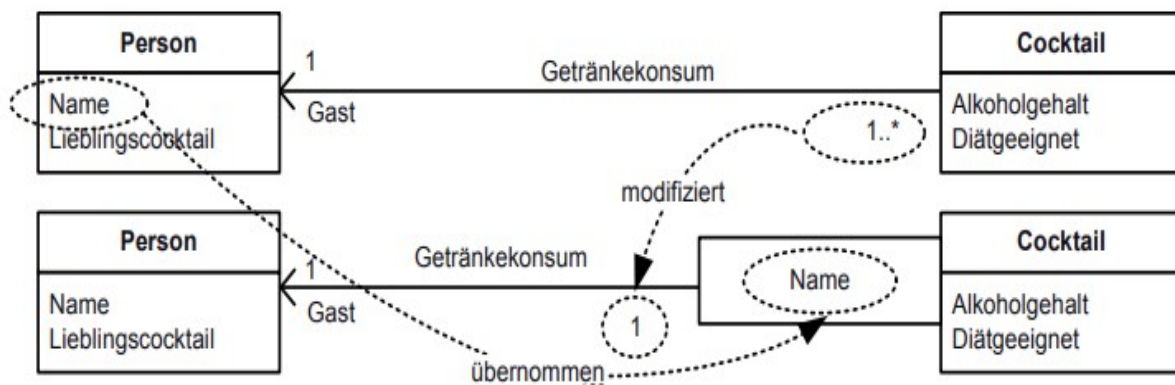 Person
Name
Lieblingscocktail
1
Gast
Getränkekonsum
1..*
Cocktail
Alkoholgehalt
Diätgeeignet
modifiziert
Person
Name
Lieblingscocktail
1
Gast
Getränkekonsum
1
Name
Cocktail
Alkoholgehalt
Diätgeeignet
übernommen